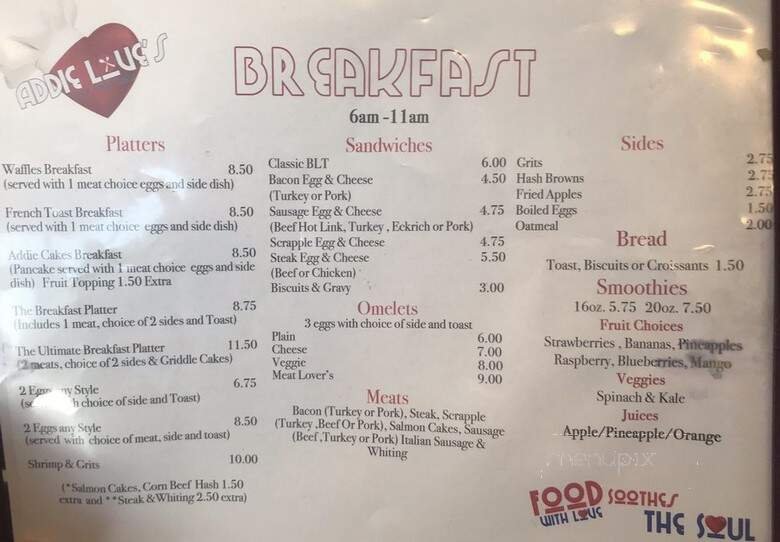 ADDIE LOVE'S
BREAKFAST
6am -11am
Platters
Waffles Breakfast 8.50
(served with 1 meat choice eggs and side dish)
French Toast Breakfast 8.50
(served with 1 meat choice eggs and side dish)
Addie Cakes Breakfast 8.50
(Pancake served with 1 meat choice eggs and side
dish) Fruit Topping 1.50 Extra
The Breakfast Platter 8.75
(Includes 1 meat, choice of 2 sides and Toast)
The Ultimate Breakfast Platter 11.50
(2 meats, choice of 2 sides & Griddle Cakes)
2 Eggs any Style 6.75
choice of side and Toast)
2 Eggs any Style 8.50
(served with choice of meat, side and toast)
Shrimp & Grits 10.00
(*Salmon Cakes, Corn Beef Hash 1.50
extra and **Steak & Whiting 2.50 extra)
Sandwiches
Classic BLT 6.00
Bacon Egg & Cheese 4.50
(Turkey or Pork)
Sausage Egg & Cheese 4.75
(Beef Hot Link, Turkey , Eckrich or Pork)
Scrapple Egg & Cheese 4.75
Steak Egg & Cheese 5.50
(Beef or Chicken)
Biscuits & Gravy 3.00
Omelets
3 eggs with choice of side and toast
Plain 6.00
Cheese 7.00
Veggie 8.00
Meat Lover's 9.00
Meats
Bacon (Turkey or Pork), Steak, Scrapple
(Turkey ,Beef Or Pork), Salmon Cakes, Sausage
(Beef ,Turkey or Pork) Italian Sausage &
Whiting
Sides
Grits 2.75
Hash Browns 2.75
Fried Apples 2.75
Boiled Eggs 1.50
Oatmeal 2.00
Bread
Toast, Biscuits or Croissants 1.50
Smoothies
16oz. 5.75 20oz. 7.50
Fruit Choices
Strawberries , Bananas, Pineapples
Raspberry, Blueberries, Mango
Veggies
Spinach & Kale
Juices
Apple/Pineapple/Orange
menupix
FOOD SOOTHES
WITH LOVE THE SOUL